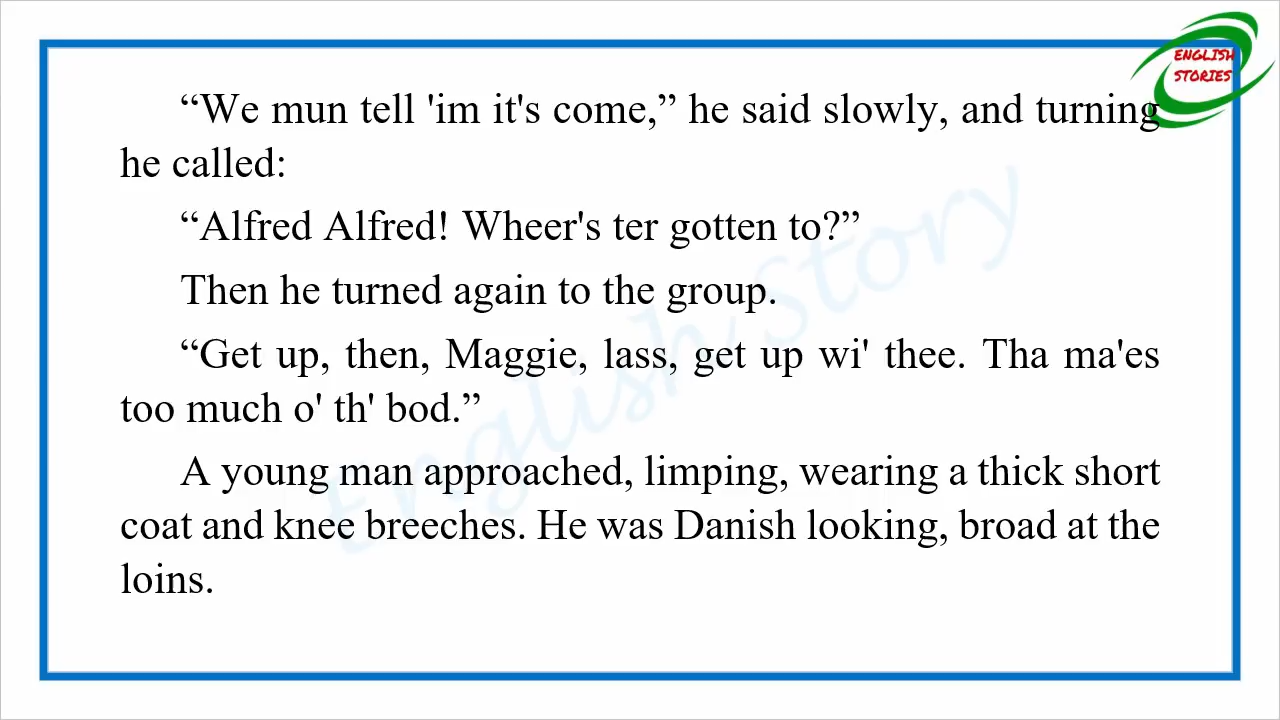 ENGLISH
STORIES
“We mun tell 'im it's come,” he said slowly, and turning
he called:
“Alfred Alfred! Wheer's ter gotten to?”
Then he turned again to the group.
“Get up, then, Maggie, lass, get up wi' thee. Tha ma'es
too much o' th' bod.”
A young man approached, limping, wearing a thick short
coat and knee breeches. He was Danish looking, broad at the
loins.
English Story